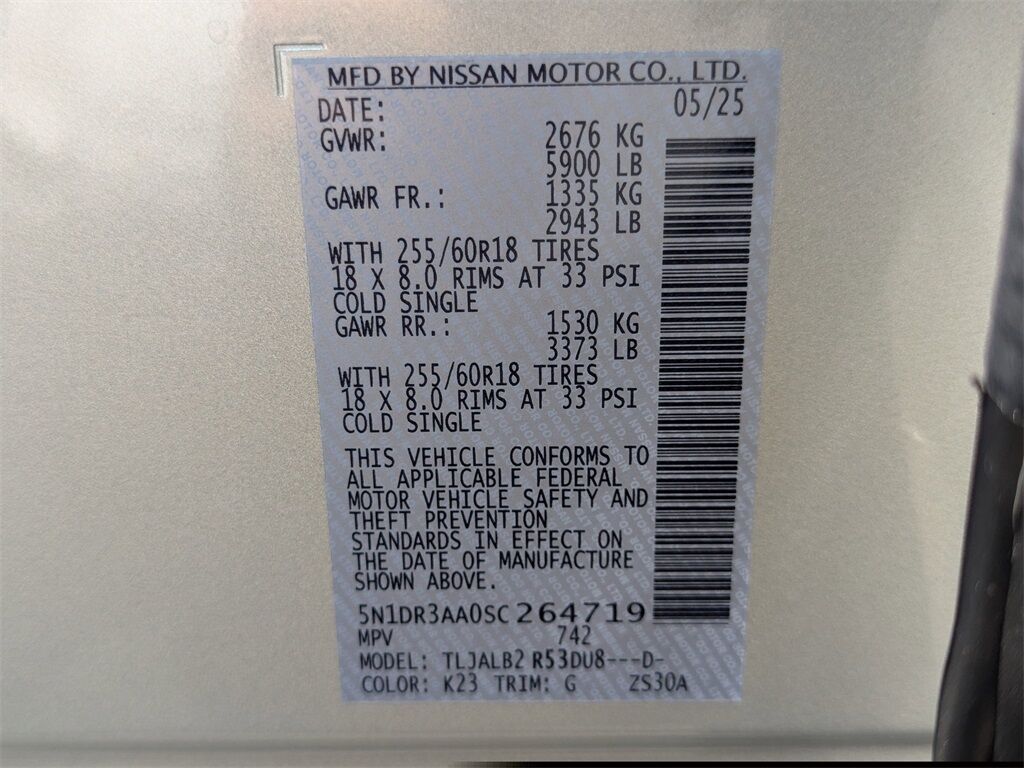 MFD BY NISSAN MOTOR CO., LTD.
DATE: 05/25
GVWR: 2676 KG
5900 LB
GAWR FR.: 1335 KG
2943 LB
WITH 255/60R18 TIRES
18 X 8.0 RIMS AT 33 PSI
COLD SINGLE
GAWR RR.: 1530 KG
3373 LB
WITH 255/60R18 TIRES
18 X 8.0 RIMS AT 33 PSI
COLD SINGLE
THIS VEHICLE CONFORMS TO
ALL APPLICABLE FEDERAL
MOTOR VEHICLE SAFETY AND
THEFT PREVENTION
STANDARDS IN EFFECT ON
THE DATE OF MANUFACTURE
SHOWN ABOVE.
5N1DR3AA0SC264719
MPV 742
MODEL: TLJALB2 R53DU8---D-
COLOR: K23 TRIM: G ZS30A